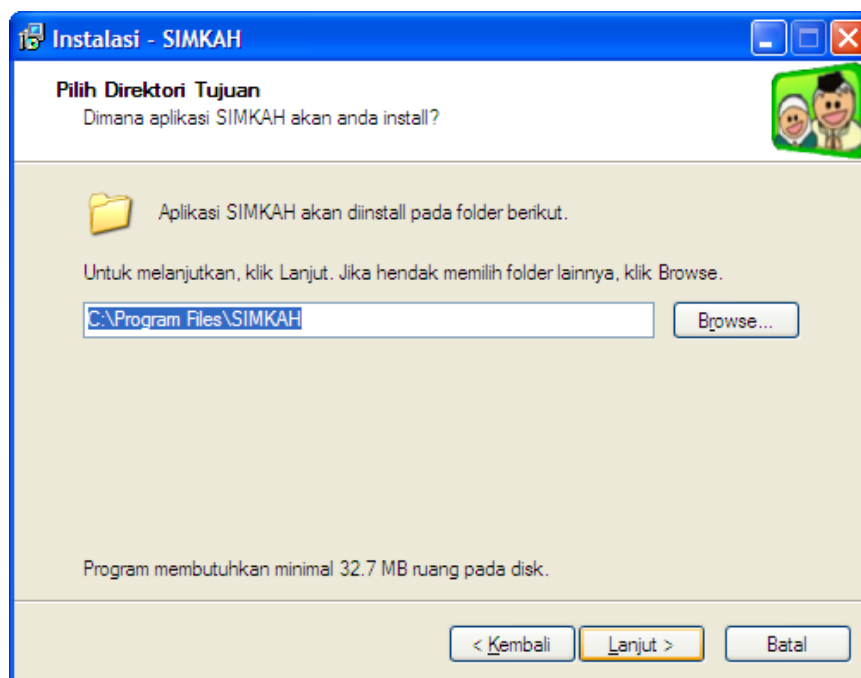 Instalasi - SIMKAH
Pilih Direktori Tujuan
Dimana aplikasi SIMKAH akan anda install?
Aplikasi SIMKAH akan diinstall pada folder berikut.
Untuk melanjutkan, klik Lanjut. Jika hendak memilih folder lainnya, klik Browse.
C:\Program Files\SIMKAH
Browse...
Program membutuhkan minimal 32.7 MB ruang pada disk.
< Kembali
Lanjut >
Batal